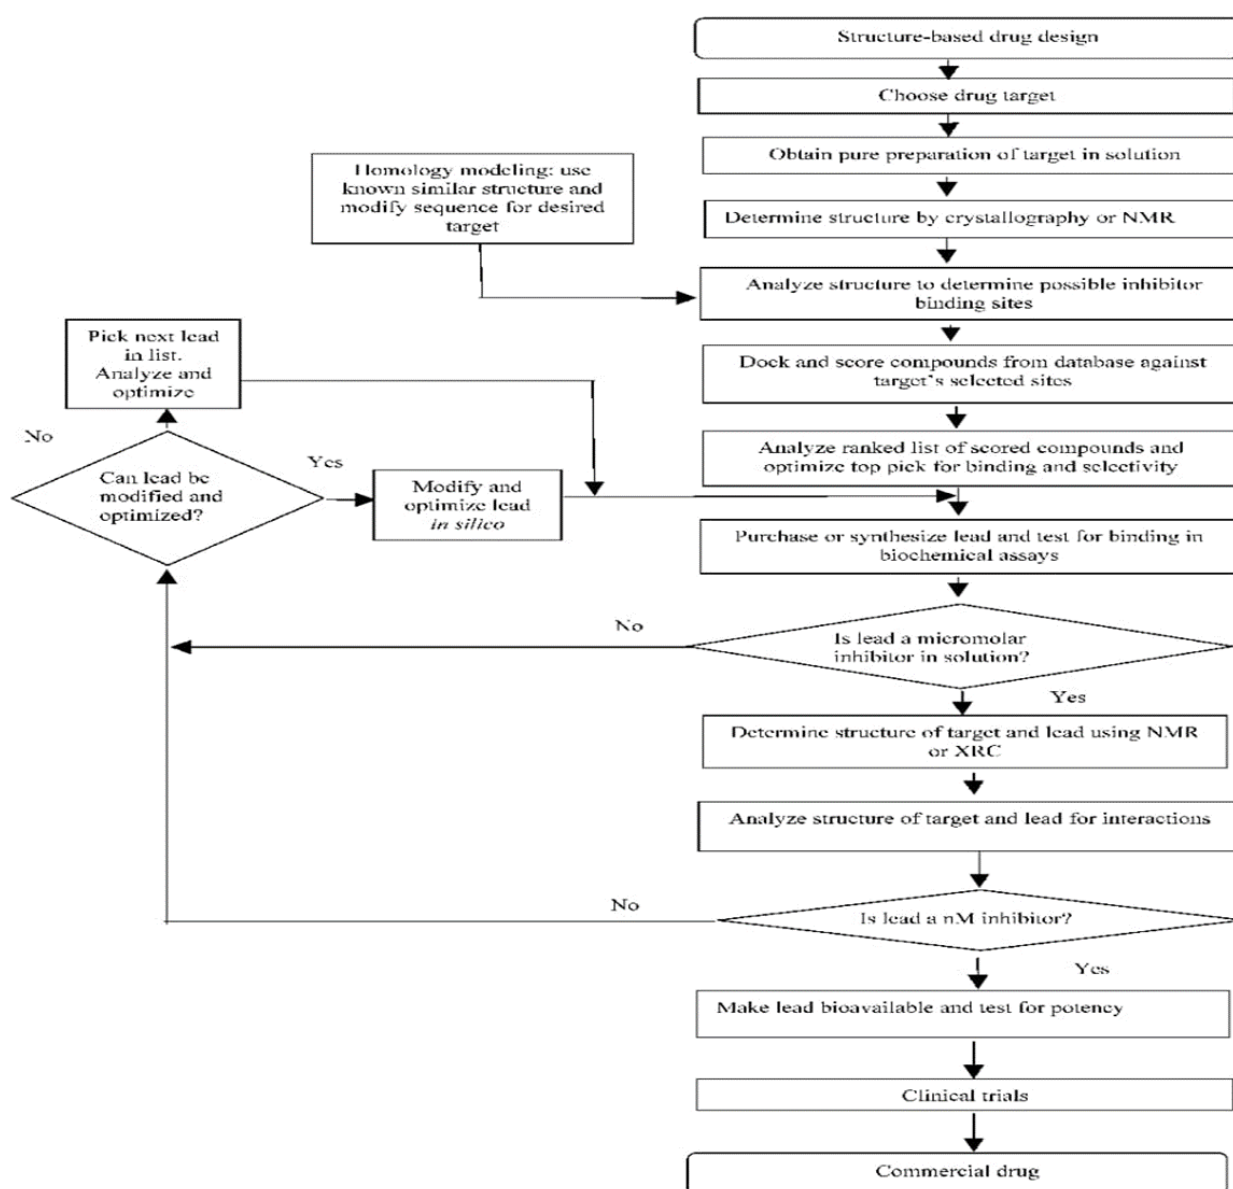 Structure-based drug design
Choose drug target
Obtain pure preparation of target in solution
Homology modeling: use
known similar structure and
modify sequence for desired
target
Determine structure by crystallography or NMR
Analyze structure to determine possible inhibitor
binding sites
Pick next lead
in list.
Analyze and
optimize
Dock and score compounds from database against
target's selected sites
No
Analyze ranked list of scored compounds and
optimize top pick for binding and selectivity
Yes
Can lead be
modified and
optimized?
Modify and
optimize lead
in silico
Purchase or synthesize lead and test for binding in
biochemical assays
No
Is lead a micromolar
inhibitor in solution?
Yes
Determine structure of target and lead using NMR
or XRC
Analyze structure of target and lead for interactions
No
Is lead a nM inhibitor?
Yes
Make lead bioavailable and test for potency
Clinical trials
Commercial drug